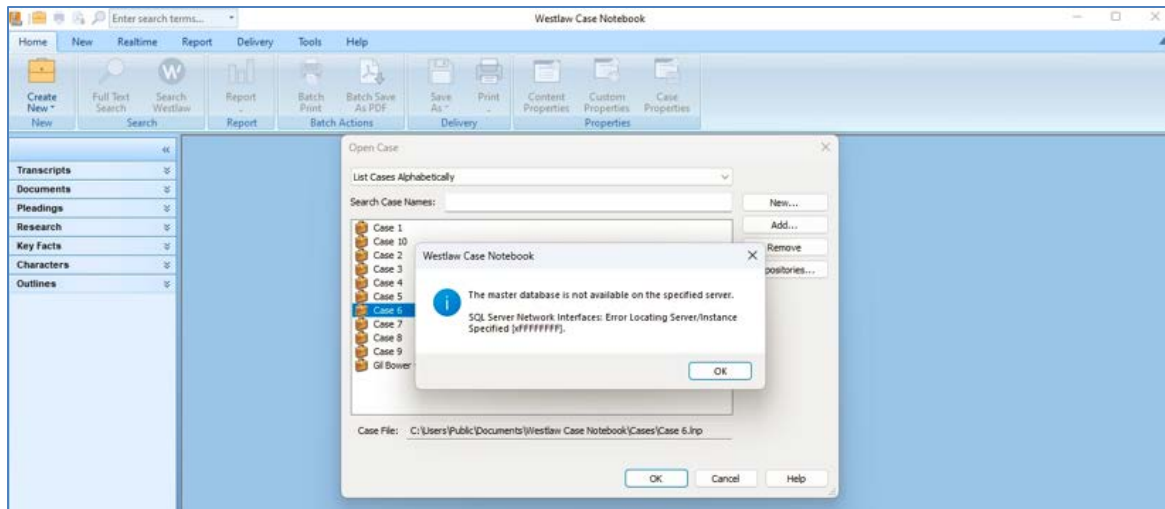 Enter search terms...
Westlaw Case Notebook
Home New Realtime Report Delivery Tools Help
Create New
Full Text Search
Search Westlaw
Report
Batch Print
Batch Save As PDF
Save As
Print
Content Properties
Custom Properties
Case Properties
New Search Report Batch Actions Delivery Properties
Transcripts
Documents
Pleadings
Research
Key Facts
Characters
Outlines
Open Case
List Cases Alphabetically
Search Case Names:
New...
Add...
Remove
positories...
Case 1
Case 10
Case 2
Case 3
Case 4
Case 5
Case 6
Case 7
Case 8
Case 9
Gil Bower
Westlaw Case Notebook
The master database is not available on the specified server.
SQL Server Network Interfaces: Error Locating Server/Instance
Specified [xFFFFFFFF].
OK
Case File: C:\Users\Public\Documents\Westlaw Case Notebook\Cases\Case 6.lnp
OK Cancel Help